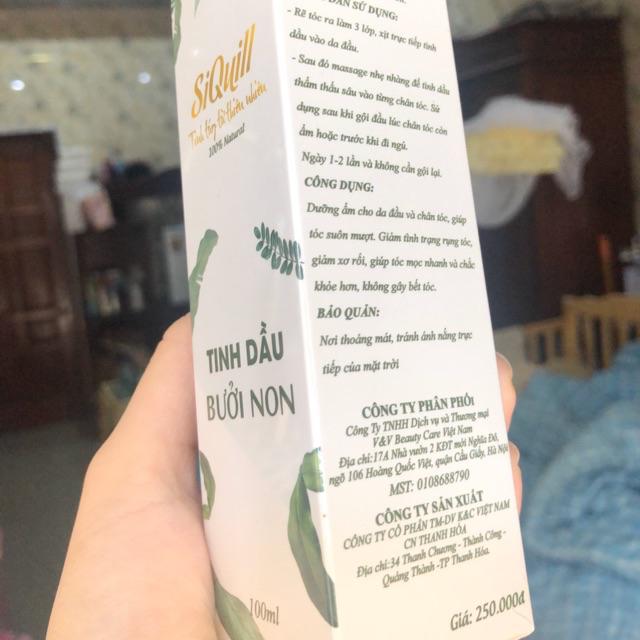 SiQuill
Tinh túy từ thiên nhiên
100% Natural
TINH DẦU
BƯỞI NON
100ml
DẪN SỬ DỤNG:
- Rẽ tóc ra làm 3 lớp, xịt trực tiếp tinh
dầu vào da đầu.
- Sau đó massage nhẹ nhàng để tinh dầu
thẩm thấu sâu vào từng chân tóc. Sử
dụng sau khi gội đầu lúc chân tóc còn
ẩm hoặc trước khi đi ngủ.
Ngày 1-2 lần và không cần gội lại.
CÔNG DỤNG:
Dưỡng ẩm cho da đầu và chân tóc, giúp
tóc suôn mượt. Giảm tình trạng rụng tóc,
giảm xơ rối, giúp tóc mọc nhanh và chắc
khỏe hơn, không gây bết tóc.
BẢO QUẢN:
Nơi thoáng mát, tránh ánh nắng trực
tiếp của mặt trời
CÔNG TY PHÂN PHỐI
Công Ty TNHH Dịch vụ và Thương mại
V&V Beauty Care Việt Nam
Địa chỉ:17A Nhà vườn 2 KĐT mới Nghĩa Đô,
ngõ 106 Hoàng Quốc Việt, quận Cầu Giấy, Hà Nội
MST: 0108688790
CÔNG TY SẢN XUẤT
CÔNG TY CỔ PHẦN TM-DV K&C VIỆT NAM
CN THANH HÓA
Địa chỉ:34 Thanh Chương - Thành Công -
Quảng Thành -TP Thanh Hóa.
Giá: 250.000đ